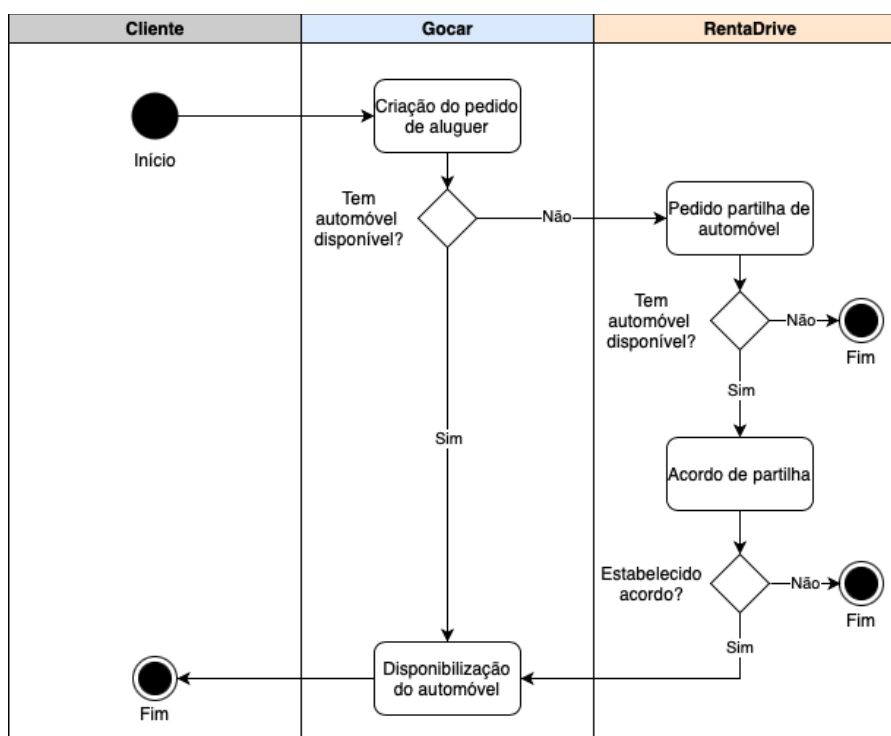 Cliente
Gocar
RentaDrive
Criação do pedido
de aluguer
Início
Tem
automóvel
disponível?
Não
Pedido partilha de
automóvel
Tem
automóvel
disponível?
Não
Fim
Sim
Sim
Acordo de partilha
Estabelecido
acordo?
Não
Fim
Sim
Disponibilização
do automóvel
Fim